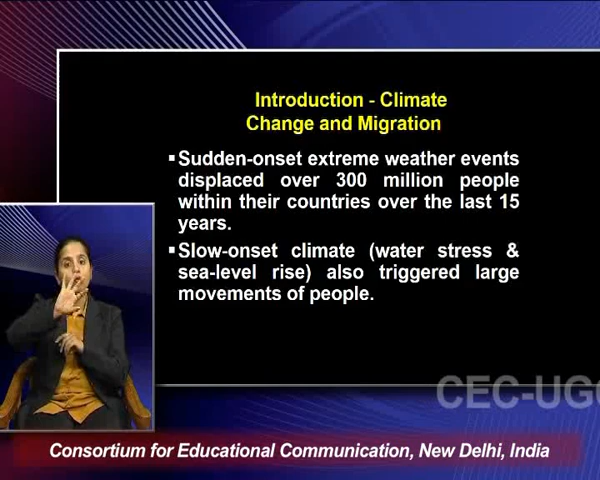 Introduction - Climate
Change and Migration
▪Sudden-onset extreme weather events
displaced over 300 million people
within their countries over the last 15
years.
▪Slow-onset climate (water stress &
sea-level rise) also triggered large
movements of people.
CEC-UGC
Consortium for Educational Communication, New Delhi, India